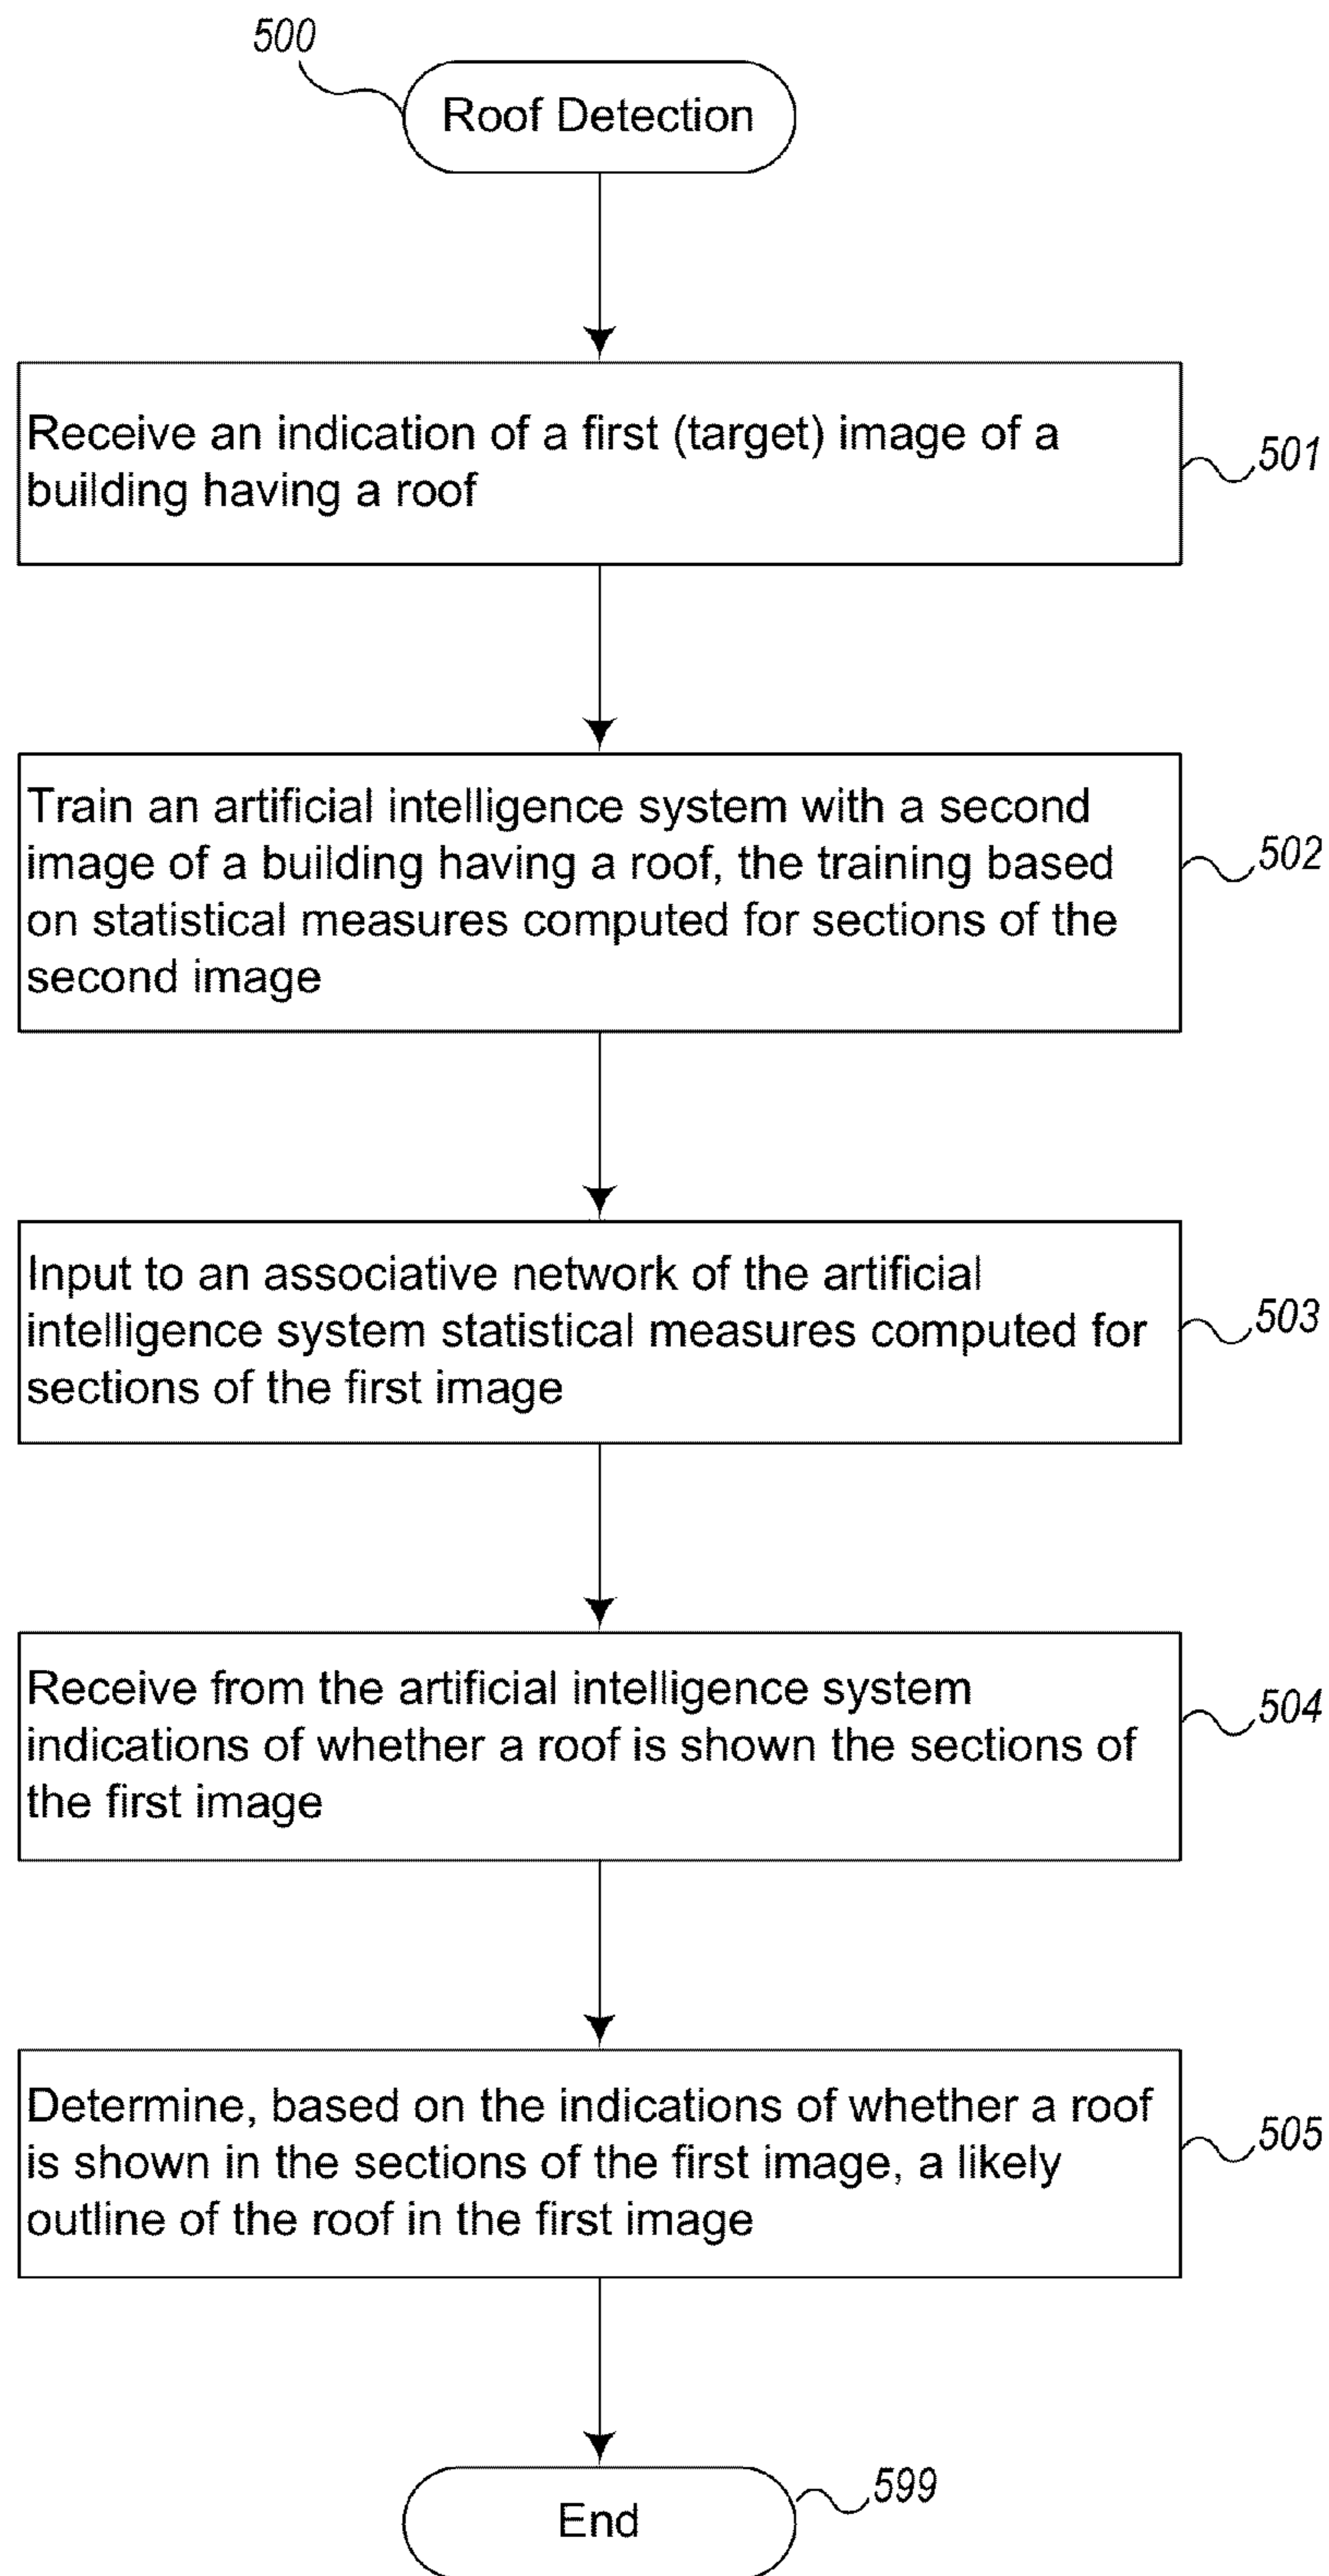 500
Roof Detection
Receive an indication of a first (target) image of a
building having a roof
501
Train an artificial intelligence system with a second
image of a building having a roof, the training based
on statistical measures computed for sections of the
second image
502
Input to an associative network of the artificial
intelligence system statistical measures computed for
sections of the first image
503
Receive from the artificial intelligence system
indications of whether a roof is shown the sections of
the first image
504
Determine, based on the indications of whether a roof
is shown in the sections of the first image, a likely
outline of the roof in the first image
505
End
599